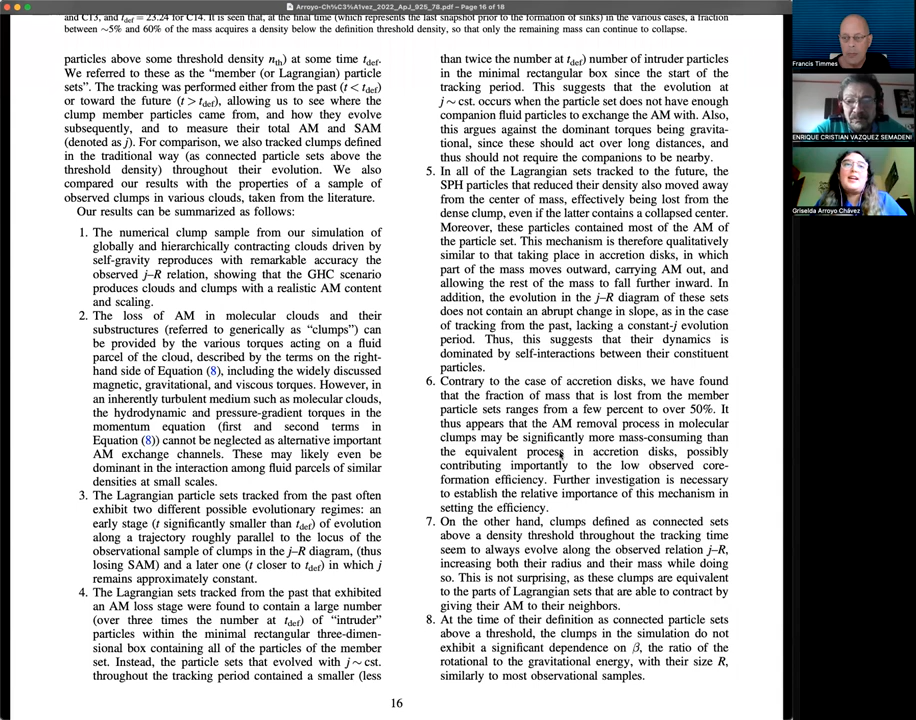 Arroyo-Ch%C3%A1vez_2022_ApJ_925_78.pdf – Page 16 of 18
and C13, and tdef = 23.24 for C14. It is seen that, at the final time (which represents the last snapshot prior to the formation of sinks) in the various cases, a fraction
between ∼5% and 60% of the mass acquires a density below the definition threshold density, so that only the remaining mass can continue to collapse.
particles above some threshold density nth) at some time tdef.
We referred to these as the “member (or Lagrangian) particle
sets”. The tracking was performed either from the past (t < tdef)
or toward the future (t > tdef), allowing us to see where the
clump member particles came from, and how they evolve
subsequently, and to measure their total AM and SAM
(denoted as j). For comparison, we also tracked clumps defined
in the traditional way (as connected particle sets above the
threshold density) throughout their evolution. We also
compared our results with the properties of a sample of
observed clumps in various clouds, taken from the literature.
Our results can be summarized as follows:
1. The numerical clump sample from our simulation of
globally and hierarchically contracting clouds driven by
self-gravity reproduces with remarkable accuracy the
observed j–R relation, showing that the GHC scenario
produces clouds and clumps with a realistic AM content
and scaling.
2. The loss of AM in molecular clouds and their
substructures (referred to generically as “clumps”) can
be provided by the various torques acting on a fluid
parcel of the cloud, described by the terms on the right-
hand side of Equation (8), including the widely discussed
magnetic, gravitational, and viscous torques. However, in
an inherently turbulent medium such as molecular clouds,
the hydrodynamic and pressure-gradient torques in the
momentum equation (first and second terms in
Equation (8)) cannot be neglected as alternative important
AM exchange channels. These may likely even be
dominant in the interaction among fluid parcels of similar
densities at small scales.
3. The Lagrangian particle sets tracked from the past often
exhibit two different possible evolutionary regimes: an
early stage (t significantly smaller than tdef) of evolution
along a trajectory roughly parallel to the locus of the
observational sample of clumps in the j–R diagram, (thus
losing SAM) and a later one (t closer to tdef) in which j
remains approximately constant.
4. The Lagrangian sets tracked from the past that exhibited
an AM loss stage were found to contain a large number
(over three times the number at tdef) of “intruder”
particles within the minimal rectangular three-dimen-
sional box containing all of the particles of the member
set. Instead, the particle sets that evolved with j ∼ cst.
throughout the tracking period contained a smaller (less
than twice the number at tdef) number of intruder particles
in the minimal rectangular box since the start of the
tracking period. This suggests that the evolution at
j ∼ cst. occurs when the particle set does not have enough
companion fluid particles to exchange the AM with. Also,
this argues against the dominant torques being gravita-
tional, since these should act over long distances, and
thus should not require the companions to be nearby.
5. In all of the Lagrangian sets tracked to the future, the
SPH particles that reduced their density also moved away
from the center of mass, effectively being lost from the
dense clump, even if the latter contains a collapsed center.
Moreover, these particles contained most of the AM of
the particle set. This mechanism is therefore qualitatively
similar to that taking place in accretion disks, in which
part of the mass moves outward, carrying AM out, and
allowing the rest of the mass to fall further inward. In
addition, the evolution in the j–R diagram of these sets
does not contain an abrupt change in slope, as in the case
of tracking from the past, lacking a constant-j evolution
period. Thus, this suggests that their dynamics is
dominated by self-interactions between their constituent
particles.
6. Contrary to the case of accretion disks, we have found
that the fraction of mass that is lost from the member
particle sets ranges from a few percent to over 50%. It
thus appears that the AM removal process in molecular
clumps may be significantly more mass-consuming than
the equivalent process in accretion disks, possibly
contributing importantly to the low observed core-
formation efficiency. Further investigation is necessary
to establish the relative importance of this mechanism in
setting the efficiency.
7. On the other hand, clumps defined as connected sets
above a density threshold throughout the tracking time
seem to always evolve along the observed relation j–R,
increasing both their radius and their mass while doing
so. This is not surprising, as these clumps are equivalent
to the parts of Lagrangian sets that are able to contract by
giving their AM to their neighbors.
8. At the time of their definition as connected particle sets
above a threshold, the clumps in the simulation do not
exhibit a significant dependence on β, the ratio of the
rotational to the gravitational energy, with their size R,
similarly to most observational samples.
16
Francis Timmes
ENRIQUE CRISTIAN VAZQUEZ SEMADENI
Griselda Arroyo Chávez